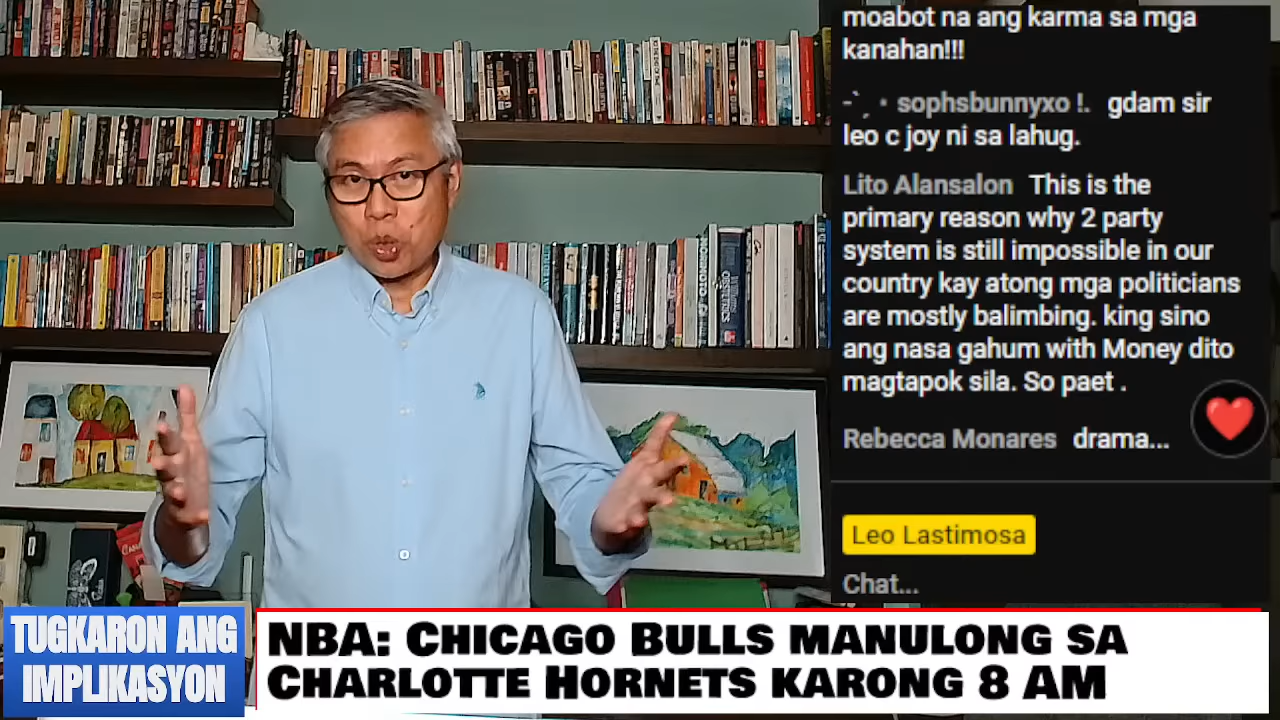 moabot na ang karma sa mga
kanahan!!!
-`ˏ · sophsbunnyxo !. gdam sir
leo c joy ni sa lahug.
Lito Alansalon This is the
primary reason why 2 party
system is still impossible in our
country kay atong mga politicians
are mostly balimbing. king sino
ang nasa gahum with Money dito
magtapok sila. So paet .
Rebecca Monares drama...
Leo Lastimosa
Chat...
TUGKARON ANG
IMPLIKASYON
NBA: CHICAGO BULLS MANULONG SA
CHARLOTTE HORNETS KARONG 8 AM